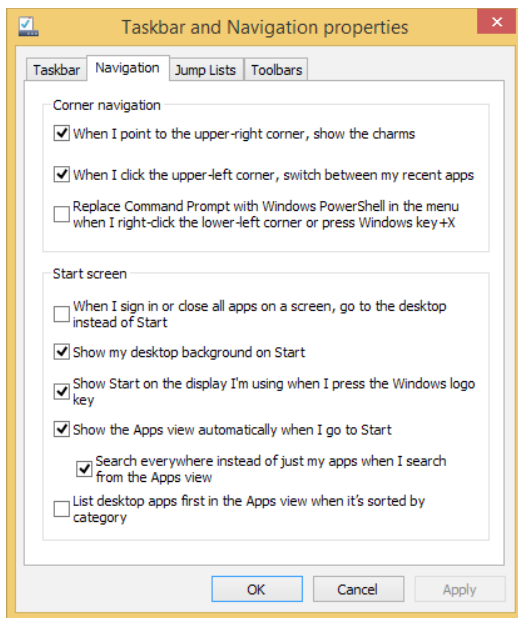 Taskbar and Navigation properties
Taskbar
Navigation
Jump Lists
Toolbars
Corner navigation
When I point to the upper-right corner, show the charms
When I click the upper-left corner, switch between my recent apps
Replace Command Prompt with Windows PowerShell in the menu
when I right-click the lower-left corner or press Windows key+X
Start screen
When I sign in or close all apps on a screen, go to the desktop
instead of Start
Show my desktop background on Start
Show Start on the display I'm using when I press the Windows logo
key
Show the Apps view automatically when I go to Start
Search everywhere instead of just my apps when I search
from the Apps view
List desktop apps first in the Apps view when it's sorted by
category
OK
Cancel
Apply